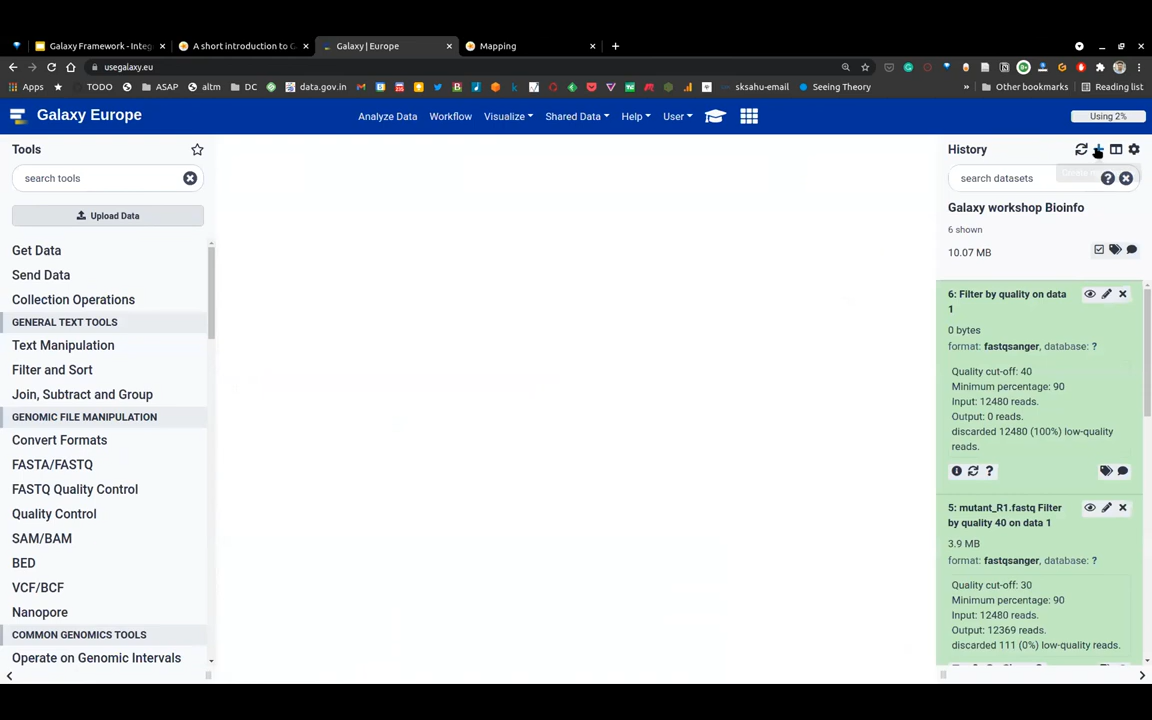 Galaxy Framework - Integ
A short introduction to G
Galaxy | Europe
Mapping
usegalaxy.eu
Apps
TODO
ASAP
altm
DC
data.gov.in
sksahu-email
Seeing Theory
Other bookmarks
Reading list
Galaxy Europe
Analyze Data
Workflow
Visualize
Shared Data
Help
User
Using 2%
Tools
search tools
Upload Data
Get Data
Send Data
Collection Operations
GENERAL TEXT TOOLS
Text Manipulation
Filter and Sort
Join, Subtract and Group
GENOMIC FILE MANIPULATION
Convert Formats
FASTA/FASTQ
FASTQ Quality Control
Quality Control
SAM/BAM
BED
VCF/BCF
Nanopore
COMMON GENOMICS TOOLS
Operate on Genomic Intervals
History
search datasets
Galaxy workshop Bioinfo
6 shown
10.07 MB
6: Filter by quality on data
1
0 bytes
format: fastqsanger, database: ?
Quality cut-off: 40
Minimum percentage: 90
Input: 12480 reads.
Output: 0 reads.
discarded 12480 (100%) low-quality
reads.
5: mutant_R1.fastq Filter
by quality 40 on data 1
3.9 MB
format: fastqsanger, database: ?
Quality cut-off: 30
Minimum percentage: 90
Input: 12480 reads.
Output: 12369 reads.
discarded 111 (0%) low-quality reads.